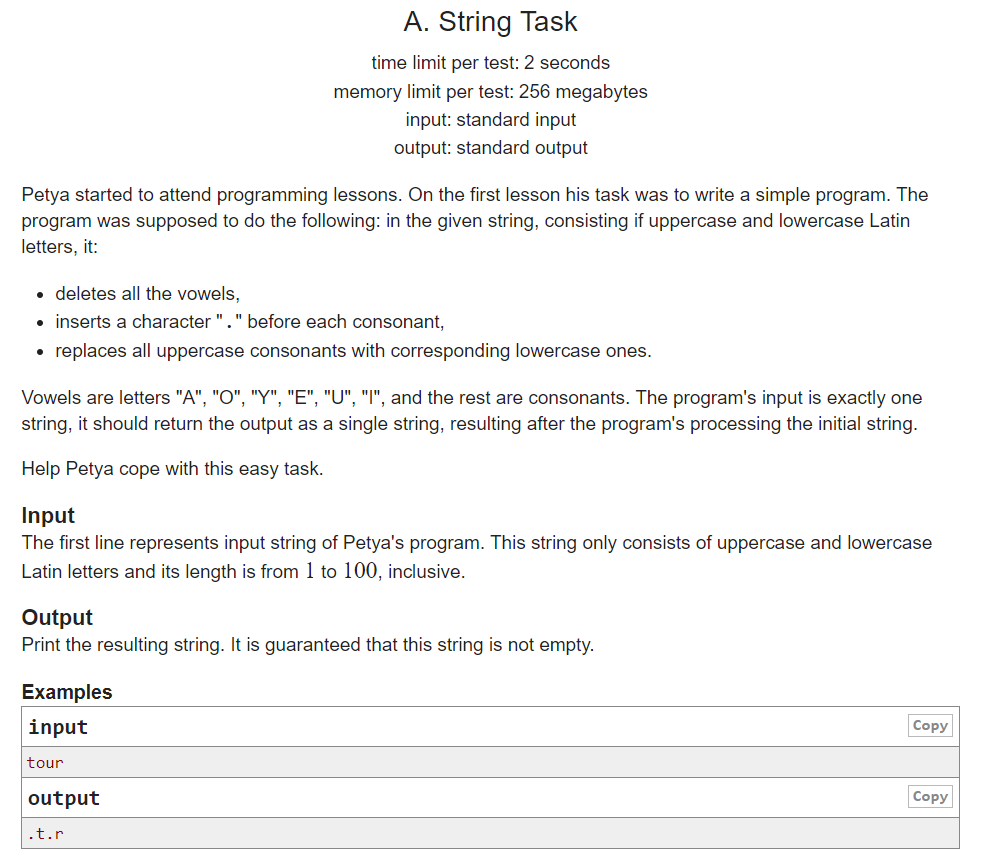 A. String Task
time limit per test: 2 seconds
memory limit per test: 256 megabytes
input: standard input
output: standard output
Petya started to attend programming lessons. On the first lesson his task was to write a simple program. The
program was supposed to do the following: in the given string, consisting if uppercase and lowercase Latin
letters, it:
• deletes all the vowels,
• inserts a character "." before each consonant,
• replaces all uppercase consonants with corresponding lowercase ones.
Vowels are letters "A", "O", "Y", "E", "U", "I", and the rest are consonants. The program's input is exactly one
string, it should return the output as a single string, resulting after the program's processing the initial string.
Help Petya cope with this easy task.
Input
The first line represents input string of Petya's program. This string only consists of uppercase and lowercase
Latin letters and its length is from 1 to 100, inclusive.
Output
Print the resulting string. It is guaranteed that this string is not empty.
Examples
input Copy
tour
output Copy
.t.r